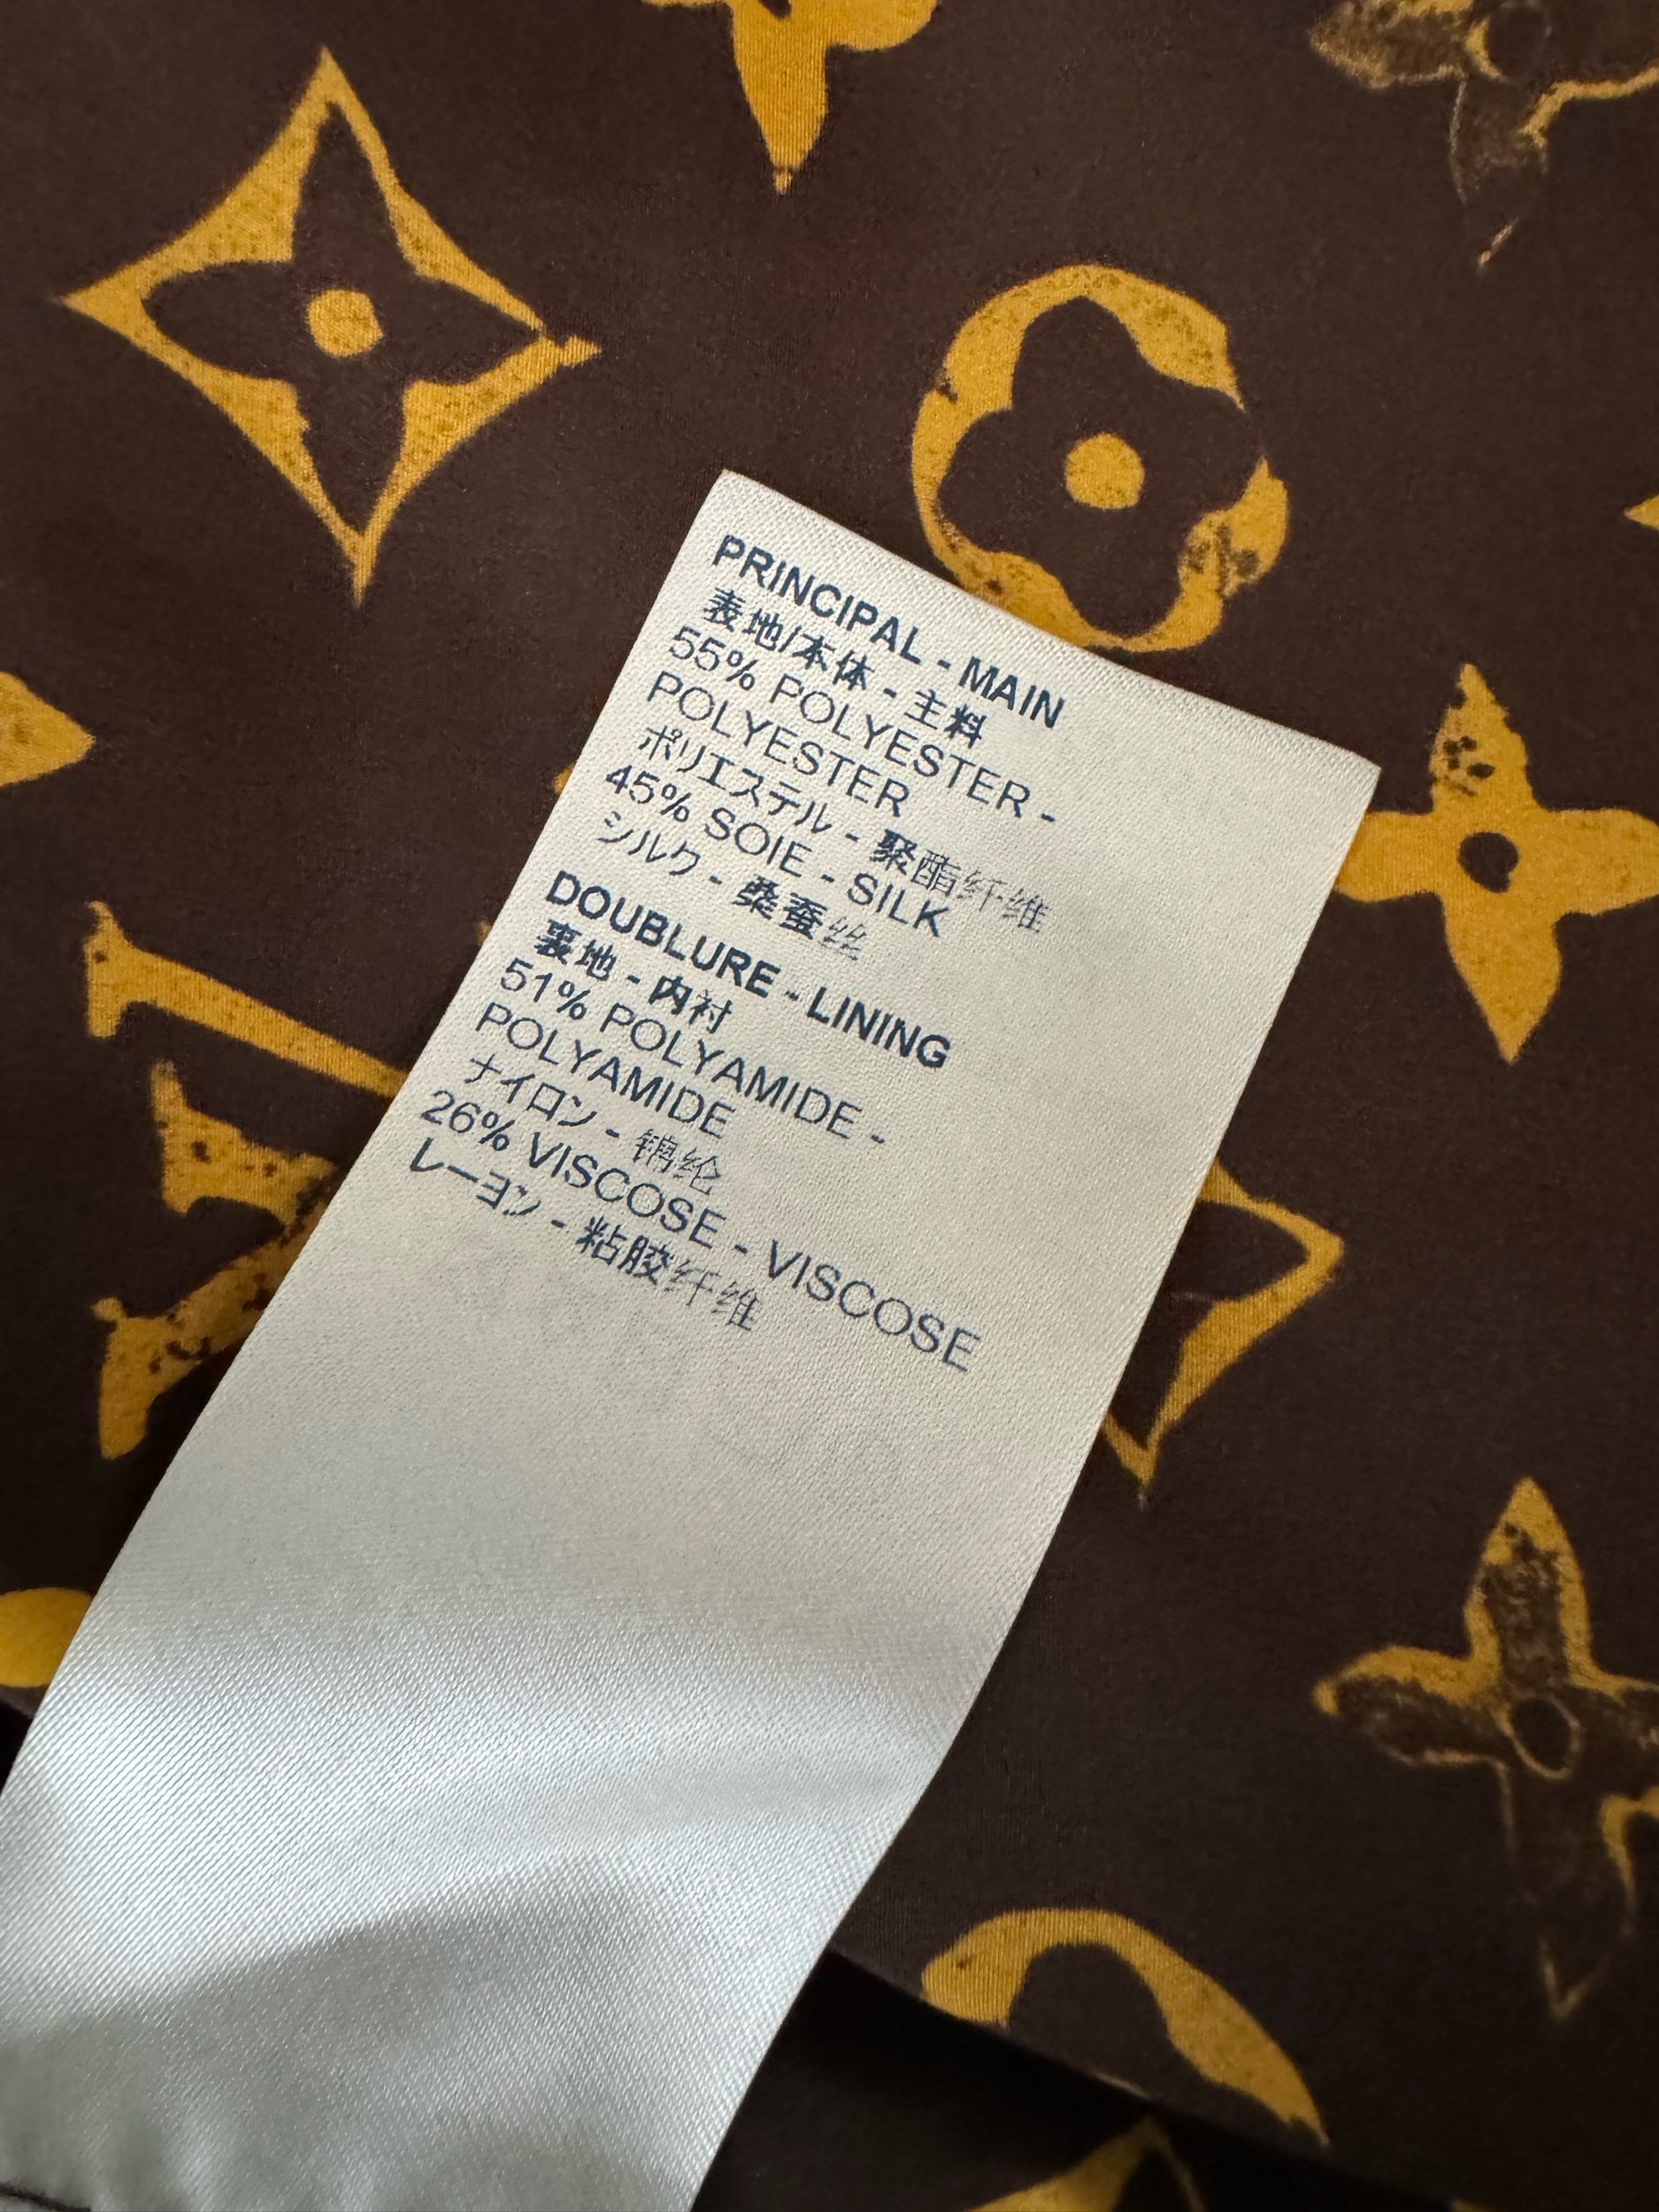 PRINCIPAL - MAIN
表地/本体 - 主料
55% POLYESTER -
POLYESTER
ポリエステル - 聚酯纤维
45% SOIE - SILK
シルク - 桑蚕丝
DOUBLURE - LINING
裏地 - 内衬
51% POLYAMIDE -
POLYAMIDE
ナイロン - 锦纶
26% VISCOSE - VISCOSE
レーヨン - 粘胶纤维